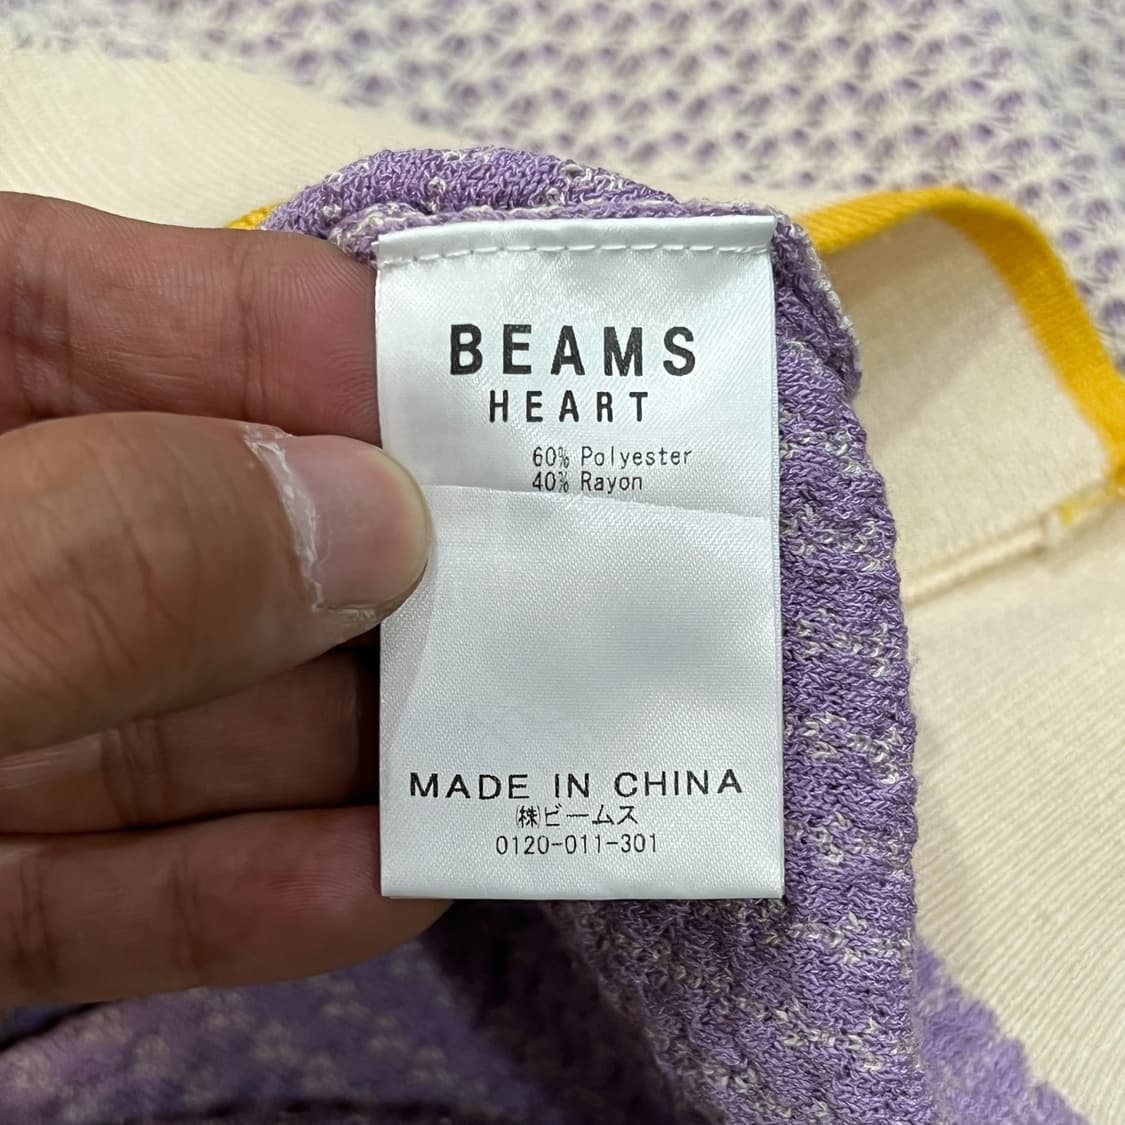 BEAMS
HEART
60% Polyester
40% Rayon
MADE IN CHINA
㈱ビームス
0120-011-301